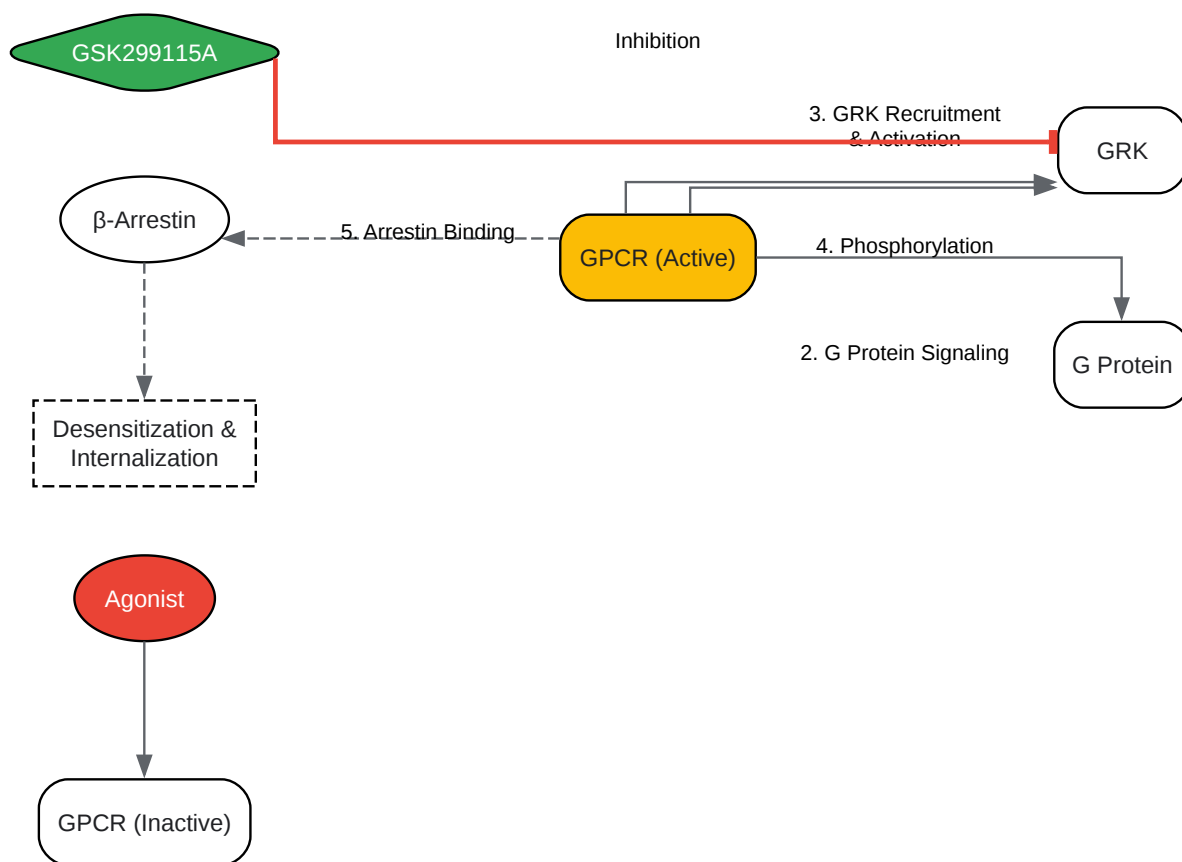 GSK299115A
Inhibition
3. GRK Recruitment
& Activation
GRK
β-Arrestin
5. Arrestin Binding
GPCR (Active)
4. Phosphorylation
2. G Protein Signaling
G Protein
Desensitization &
Internalization
Agonist
GPCR (Inactive)